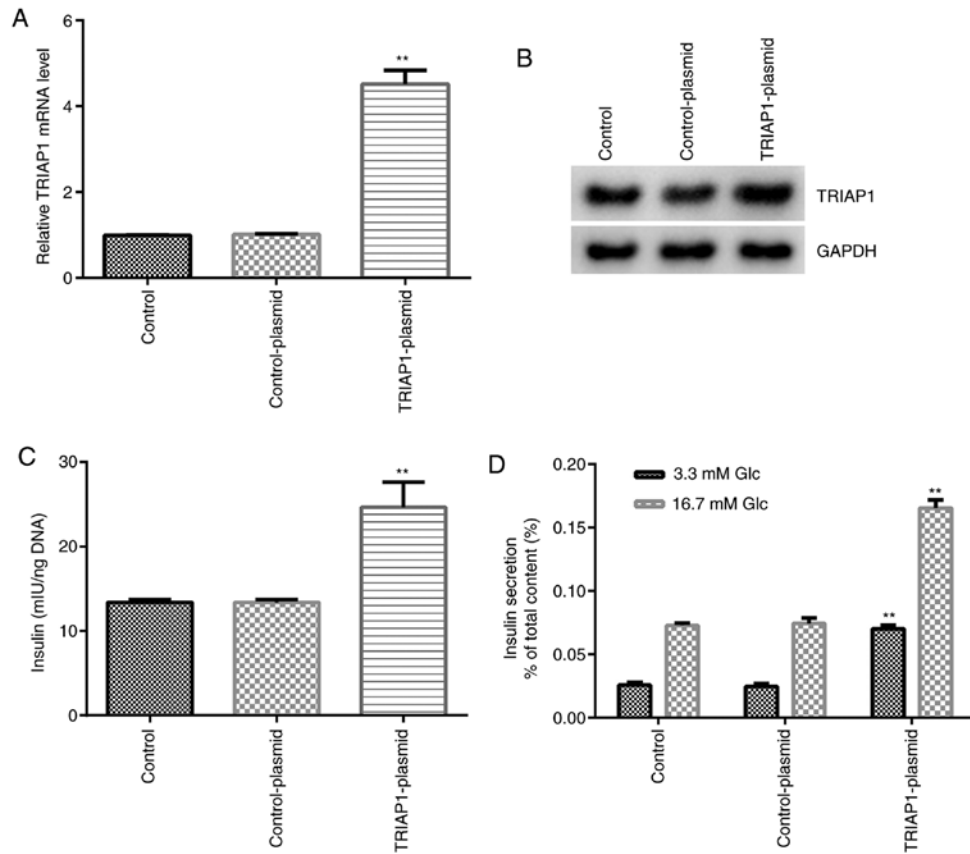 A
Relative TRIAP1 mRNA level
6
4
2
0
**
Control
Control-plasmid
TRIAP1-plasmid
B
Control
Control-plasmid
TRIAP1-plasmid
TRIAP1
GAPDH
C
Insulin (mIU/ng DNA)
30
20
10
0
**
Control
Control-plasmid
TRIAP1-plasmid
D
Insulin secretion
% of total content (%)
0.20
0.15
0.10
0.05
0.00
3.3 mM Glc
16.7 mM Glc
**
**
Control
Control-plasmid
TRIAP1-plasmid